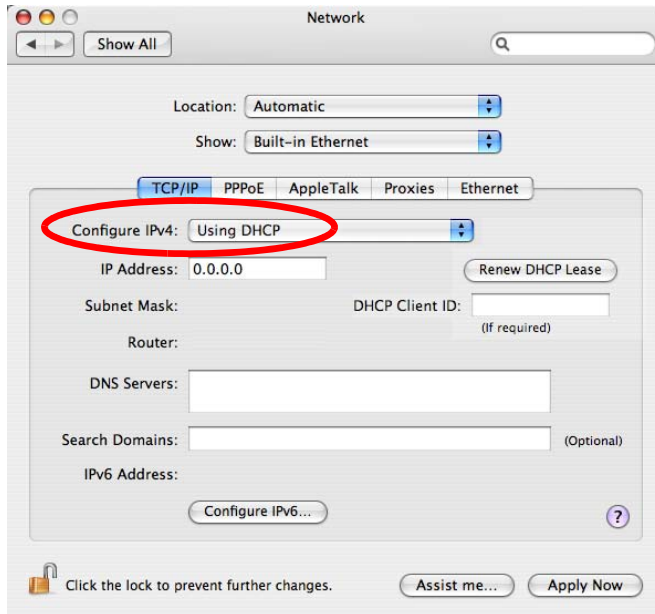 Network
Show All
Location: Automatic
Show: Built-in Ethernet
TCP/IP PPPoE AppleTalk Proxies Ethernet
Configure IPv4: Using DHCP
IP Address: 0.0.0.0 Renew DHCP Lease
Subnet Mask: DHCP Client ID:
(If required)
Router:
DNS Servers:
Search Domains: (Optional)
IPv6 Address:
Configure IPv6... ?
Click the lock to prevent further changes. Assist me... Apply Now